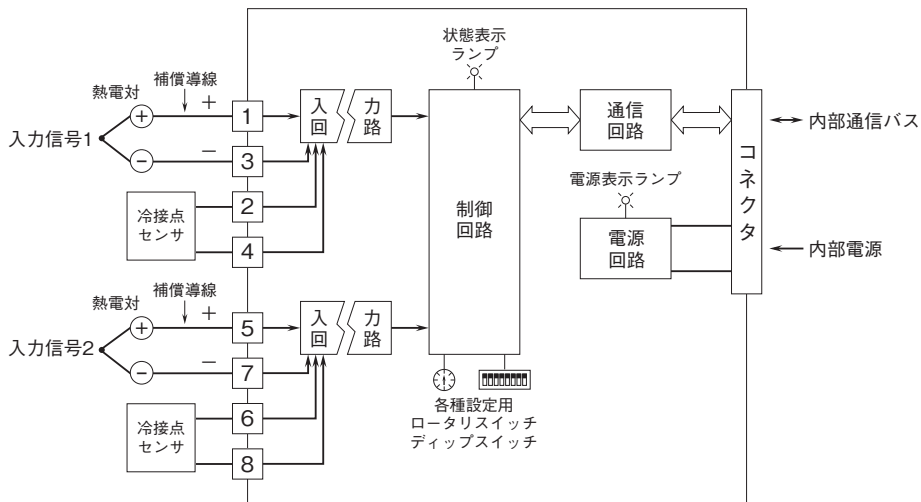 状態表示
ランプ
熱電対
補償導線
+
入力信号1
+
−
−
1
3
2
4
冷接点
センサ
入 力
回 路
制御
回路
通信
回路
コネクタ
内部通信バス
電源表示ランプ
電源
回路
内部電源
熱電対
補償導線
+
入力信号2
+
−
−
5
7
6
8
冷接点
センサ
入 力
回 路
各種設定用
ロータリスイッチ
ディップスイッチ